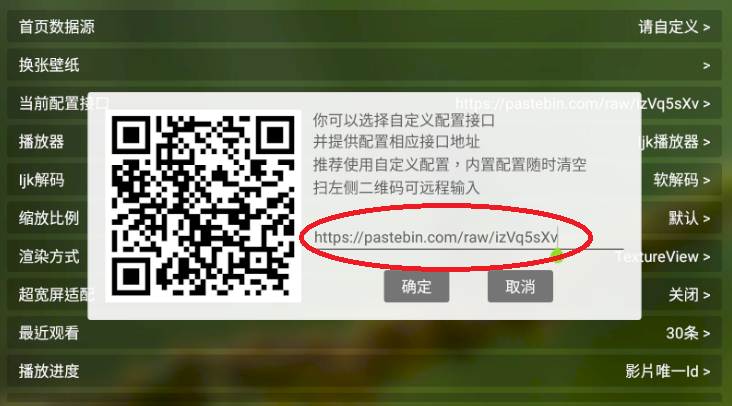 首页数据源 请自定义 >
换张壁纸 >
当前配置接口 https://pastebin.com/raw/izVq5sXv >
播放器 Ijk播放器 >
Ijk解码 软解码 >
缩放比例 默认 >
渲染方式 TextureView >
超宽屏适配 关闭 >
最近观看 30条 >
播放进度 影片唯一Id >
你可以选择自定义配置接口
并提供配置相应接口地址
推荐使用自定义配置，内置配置随时清空
扫左侧二维码可远程输入
https://pastebin.com/raw/izVq5sXv
确定 取消